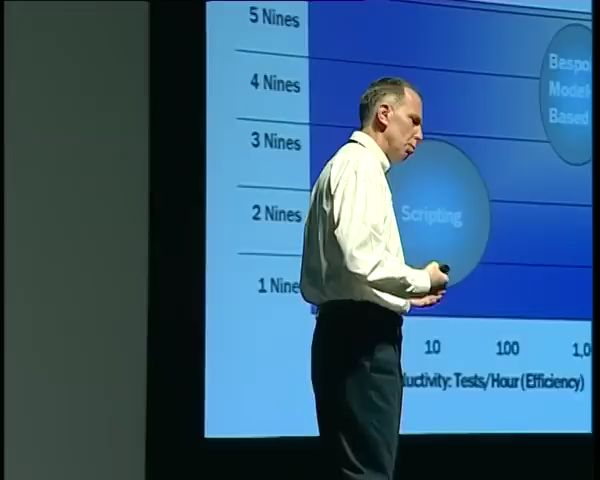 5 Nines
4 Nines
3 Nines
2 Nines
1 Nine
Bespo
Model
Based
Scripting
10 100 1,0
uctivity: Tests/Hour (Efficiency)